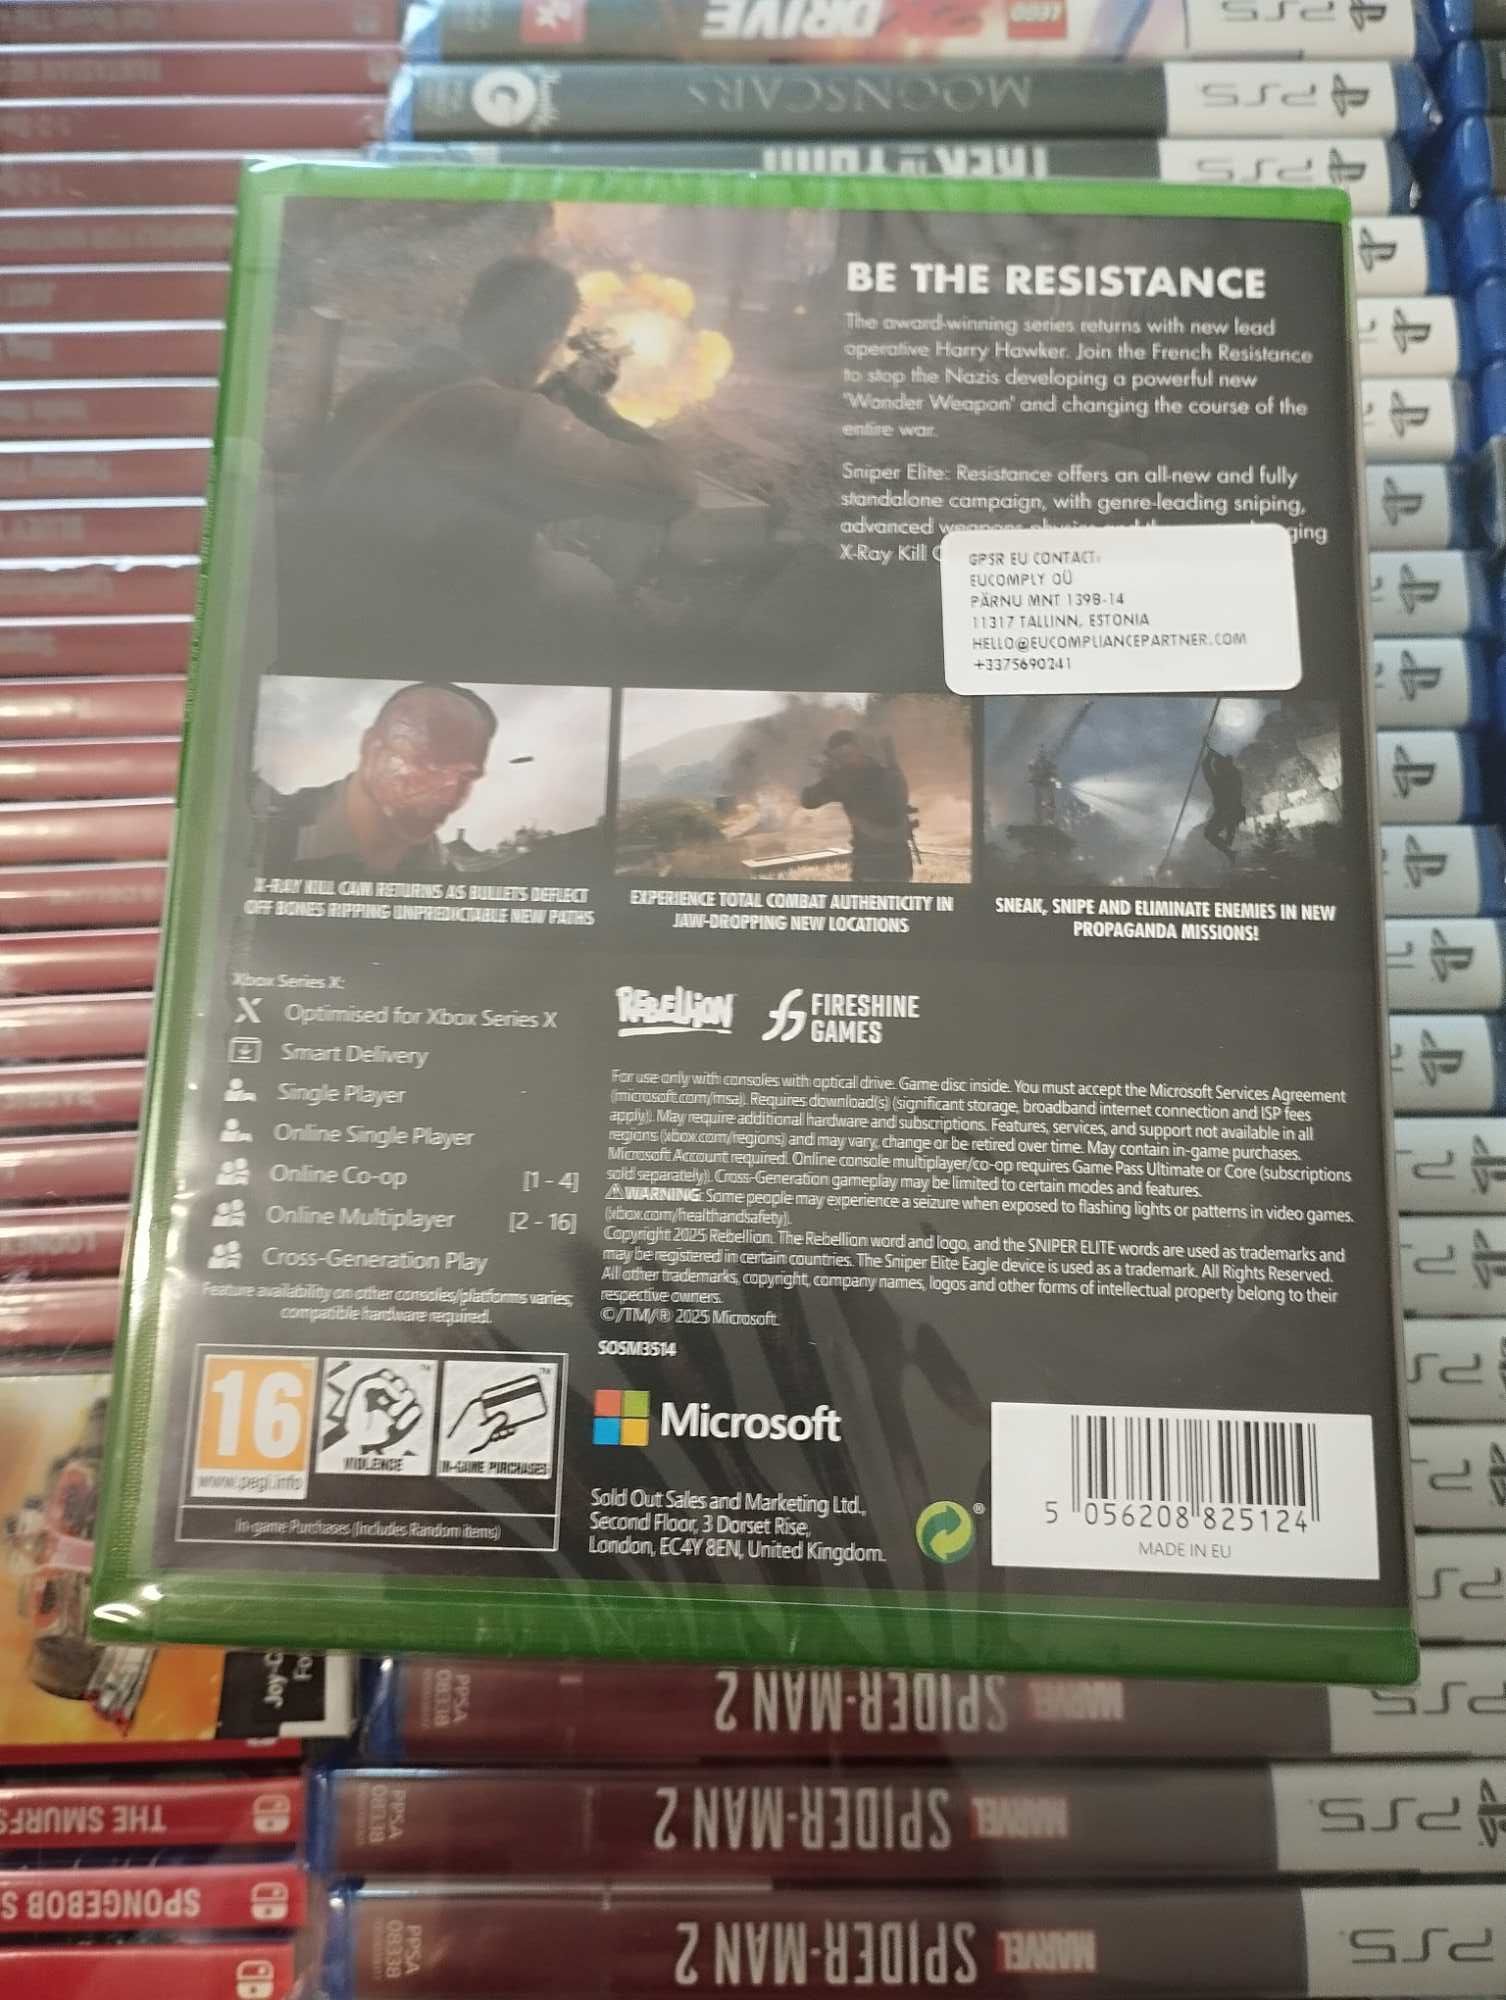 DRIVE
LEGO
PS5
MOONSCARS
PS5
TREK TO YOMI
PS5
BE THE RESISTANCE
The award-winning series returns with new lead
operative Harry Hawker. Join the French Resistance
to stop the Nazis developing a powerful new
'Wonder Weapon' and changing the course of the
entire war.
Sniper Elite: Resistance offers an all-new and fully
standalone campaign, with genre-leading sniping,
advanced weapons physics
ging
X-Ray Kill
GPSR EU CONTACT:
EUCOMPLY OÜ
PÄRNU MNT 139B-14
11317 TALLINN, ESTONIA
HELLO@EUCOMPLIANCEPARTNER.COM
+3375690241
X-RAY KILL CAM RETURNS AS BULLETS DEFLECT
OFF BONES RIPPING UNPREDICTABLE NEW PATHS
EXPERIENCE TOTAL COMBAT AUTHENTICITY IN
JAW-DROPPING NEW LOCATIONS
SNEAK, SNIPE AND ELIMINATE ENEMIES IN NEW
PROPAGANDA MISSIONS!
Xbox Series X:
Optimised for Xbox Series X
Smart Delivery
Single Player
Online Single Player
Online Co-op [1 - 4]
Online Multiplayer [2 - 16]
Cross-Generation Play
Feature availability on other consoles/platforms varies;
compatible hardware required.
REBELLION
FIRESHINE
GAMES
For use only with consoles with optical drive. Game disc inside. You must accept the Microsoft Services Agreement
(microsoft.com/msa). Requires download(s) (significant storage, broadband internet connection and ISP fees
apply). May require additional hardware and subscriptions. Features, services, and support not available in all
regions (xbox.com/regions) and may vary, change or be retired over time. May contain in-game purchases.
Microsoft Account required. Online console multiplayer/co-op requires Game Pass Ultimate or Core (subscriptions
sold separately). Cross-Generation gameplay may be limited to certain modes and features.
⚠WARNING: Some people may experience a seizure when exposed to flashing lights or patterns in video games.
(xbox.com/healthandsafety).
Copyright 2025 Rebellion. The Rebellion word and logo, and the SNIPER ELITE words are used as trademarks and
may be registered in certain countries. The Sniper Elite Eagle device is used as a trademark. All Rights Reserved.
All other trademarks, copyright, company names, logos and other forms of intellectual property belong to their
respective owners.
©/TM/® 2025 Microsoft.
SOSM3514
16
www.pegi.info
VIOLENCE
IN-GAME PURCHASES
In-game Purchases (Includes Random items)
Microsoft
Sold Out Sales and Marketing Ltd.,
Second Floor, 3 Dorset Rise,
London, EC4Y 8EN, United Kingdom.
5 056208 825124
MADE IN EU
Joy-C
Fo
PPSA
08338
MARVEL SPIDER-MAN 2
PS5
THE SMURFS
PPSA
08338
MARVEL SPIDER-MAN 2
PS5
SPONGEBOB S
PPSA
08338
MARVEL SPIDER-MAN 2
PS5